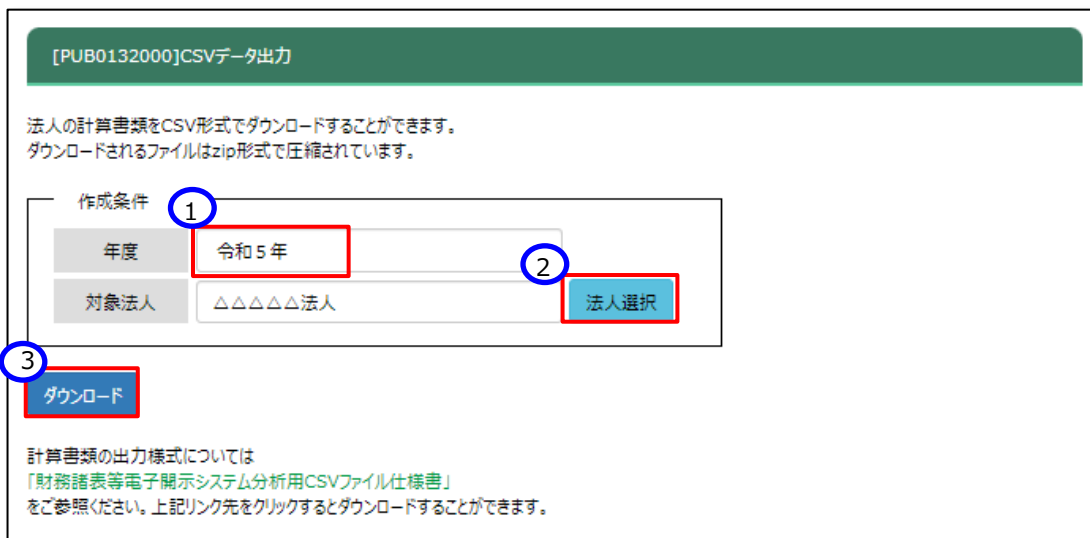 [PUB0132000]CSVデータ出力
法人の計算書類をCSV形式でダウンロードすることができます。
ダウンロードされるファイルはzip形式で圧縮されています。
作成条件
1
年度 令和5年
2
対象法人 △△△△△法人 法人選択
3
ダウンロード
計算書類の出力様式については
「財務諸表等電子開示システム分析用CSVファイル仕様書」
をご参照ください。上記リンク先をクリックするとダウンロードすることができます。